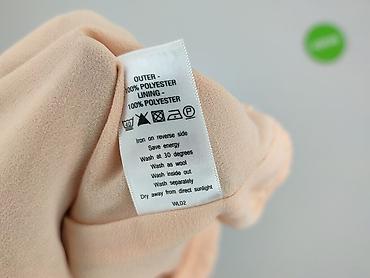 OUTER -
100% POLYESTER
LINING -
100% POLYESTER
Iron on reverse side
Save energy
Wash at 30 degrees
Wash as wool
Wash inside out
Wash separately
Dry away from direct sunlight
WLD2